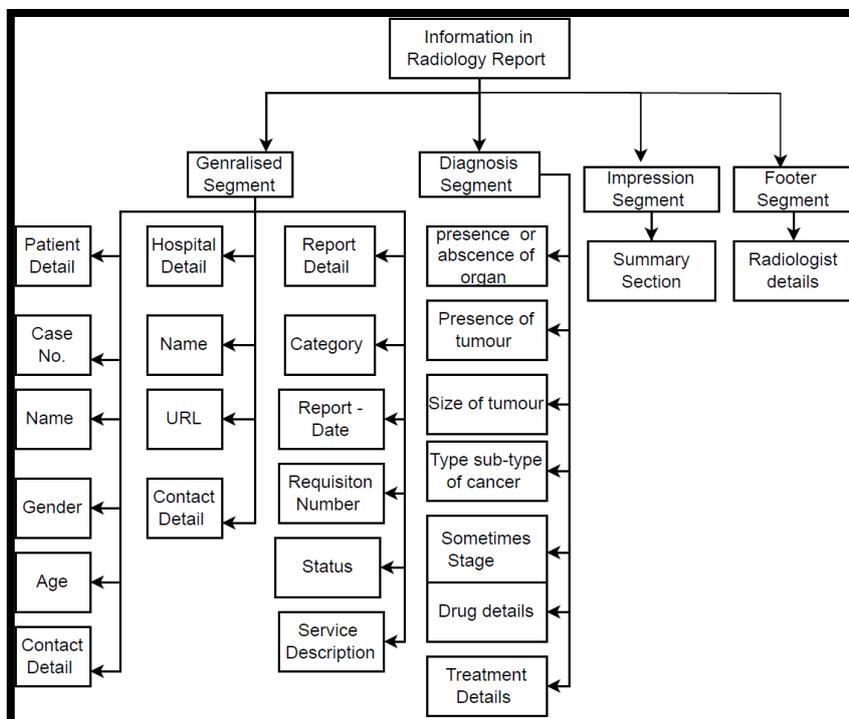 Information in
Radiology Report
Genralised
Segment
Diagnosis
Segment
Impression
Segment
Footer
Segment
Patient
Detail
Case
No.
Name
Gender
Age
Contact
Detail
Hospital
Detail
Name
URL
Contact
Detail
Report
Detail
Category
Report -
Date
Requisiton
Number
Status
Service
Description
presence or
abscence of
organ
Presence of
tumour
Size of tumour
Type sub-type
of cancer
Sometimes
Stage
Drug details
Treatment
Details
Summary
Section
Radiologist
details